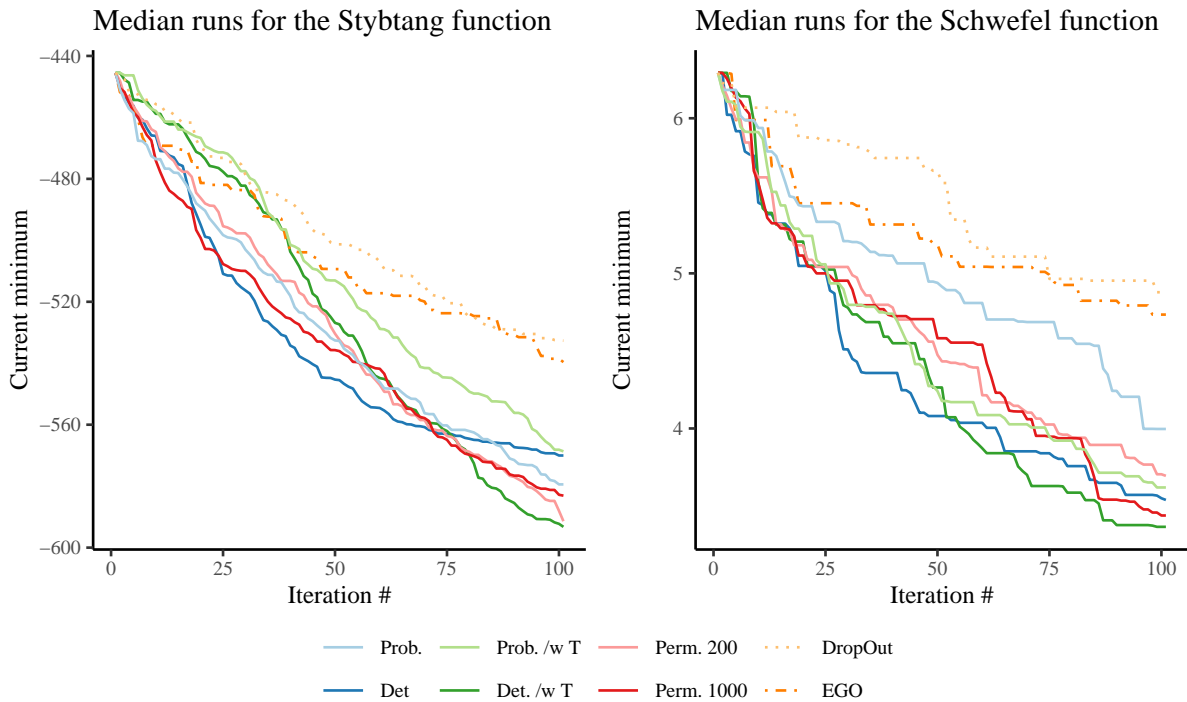 Median runs for the Stybtang function
Median runs for the Schwefel function
Current minimum
−440
−480
−520
−560
−600
0 25 50 75 100
Iteration #
Current minimum
6
5
4
0 25 50 75 100
Iteration #
Prob. Prob. /w T Perm. 200 DropOut
Det Det. /w T Perm. 1000 EGO